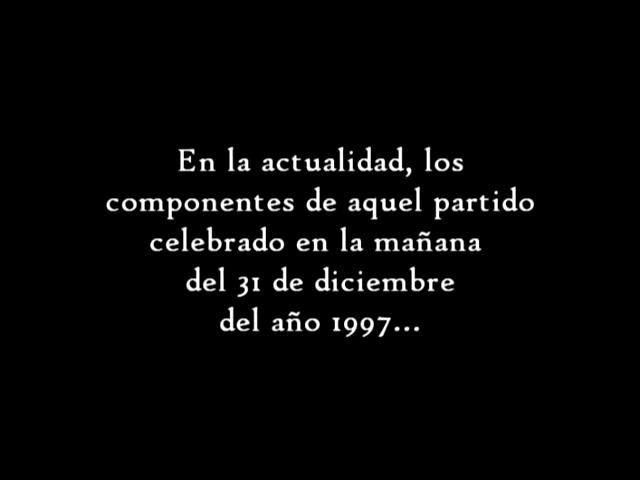 En la actualidad, los
componentes de aquel partido
celebrado en la mañana
del 31 de diciembre
del año 1997...